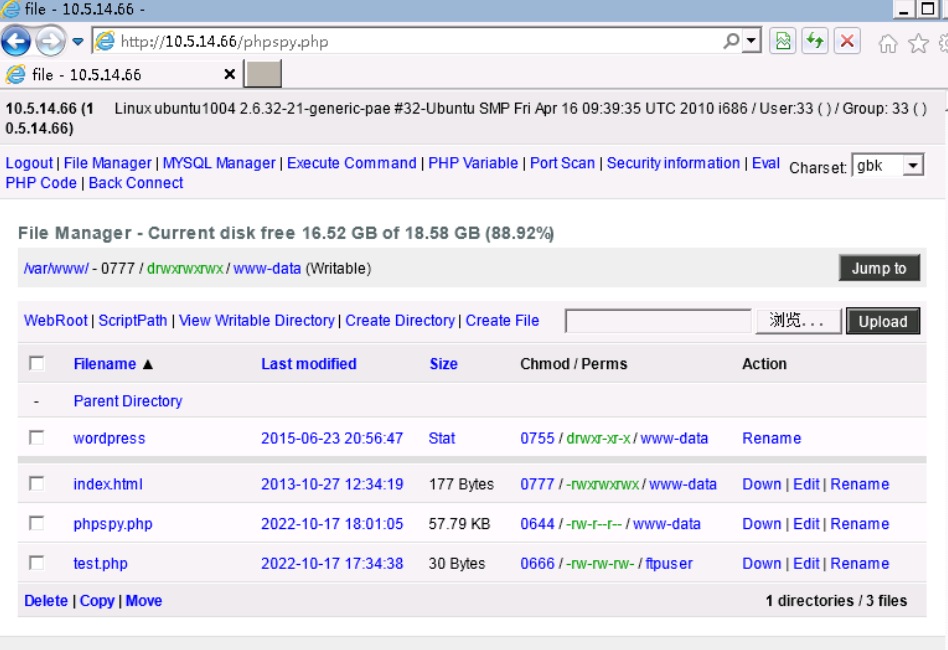 file - 10.5.14.66 -
http://10.5.14.66/phpspy.php
file - 10.5.14.66
10.5.14.66 (1 Linux ubuntu1004 2.6.32-21-generic-pae #32-Ubuntu SMP Fri Apr 16 09:39:35 UTC 2010 i686 / User:33 ( ) / Group: 33 ( )
0.5.14.66)
Logout | File Manager | MYSQL Manager | Execute Command | PHP Variable | Port Scan | Security information | Eval Charset: gbk
PHP Code | Back Connect
File Manager - Current disk free 16.52 GB of 18.58 GB (88.92%)
/var/www/ - 0777 / drwxrwxrwx / www-data (Writable) Jump to
WebRoot | ScriptPath | View Writable Directory | Create Directory | Create File 浏览... Upload
Filename ▲ Last modified Size Chmod / Perms Action
- Parent Directory
wordpress 2015-06-23 20:56:47 Stat 0755 / drwxr-xr-x / www-data Rename
index.html 2013-10-27 12:34:19 177 Bytes 0777 / -rwxrwxrwx / www-data Down | Edit | Rename
phpspy.php 2022-10-17 18:01:05 57.79 KB 0644 / -rw-r--r-- / www-data Down | Edit | Rename
test.php 2022-10-17 17:34:38 30 Bytes 0666 / -rw-rw-rw- / ftpuser Down | Edit | Rename
Delete | Copy | Move 1 directories / 3 files